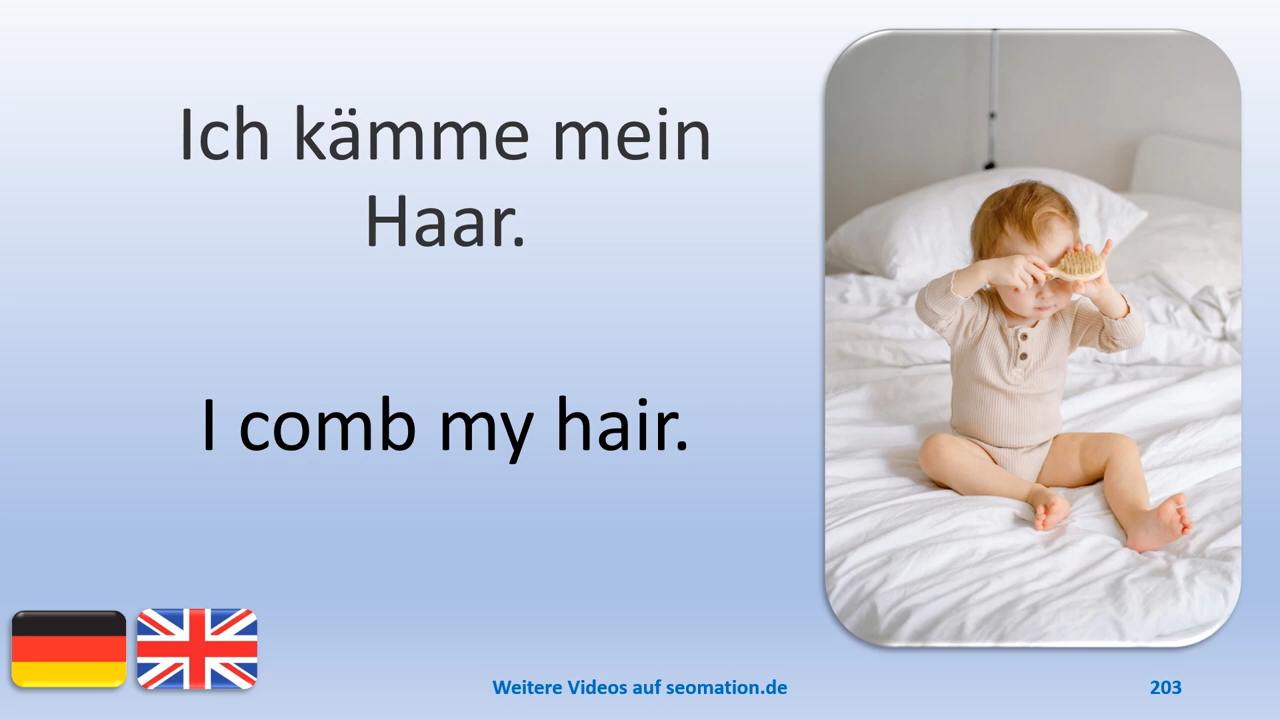 Ich kämme mein
Haar.
I comb my hair.
Weitere Videos auf seomation.de
203